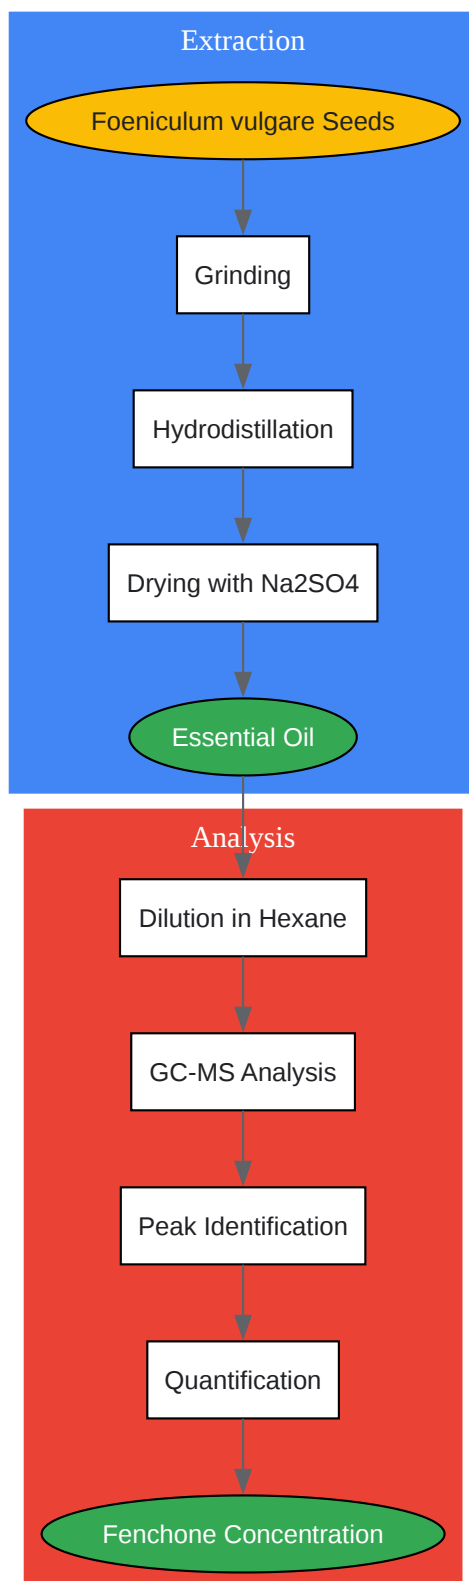 Extraction
Foeniculum vulgare Seeds
Grinding
Hydrodistillation
Drying with Na2SO4
Essential Oil
Analysis
Dilution in Hexane
GC-MS Analysis
Peak Identification
Quantification
Fenchone Concentration